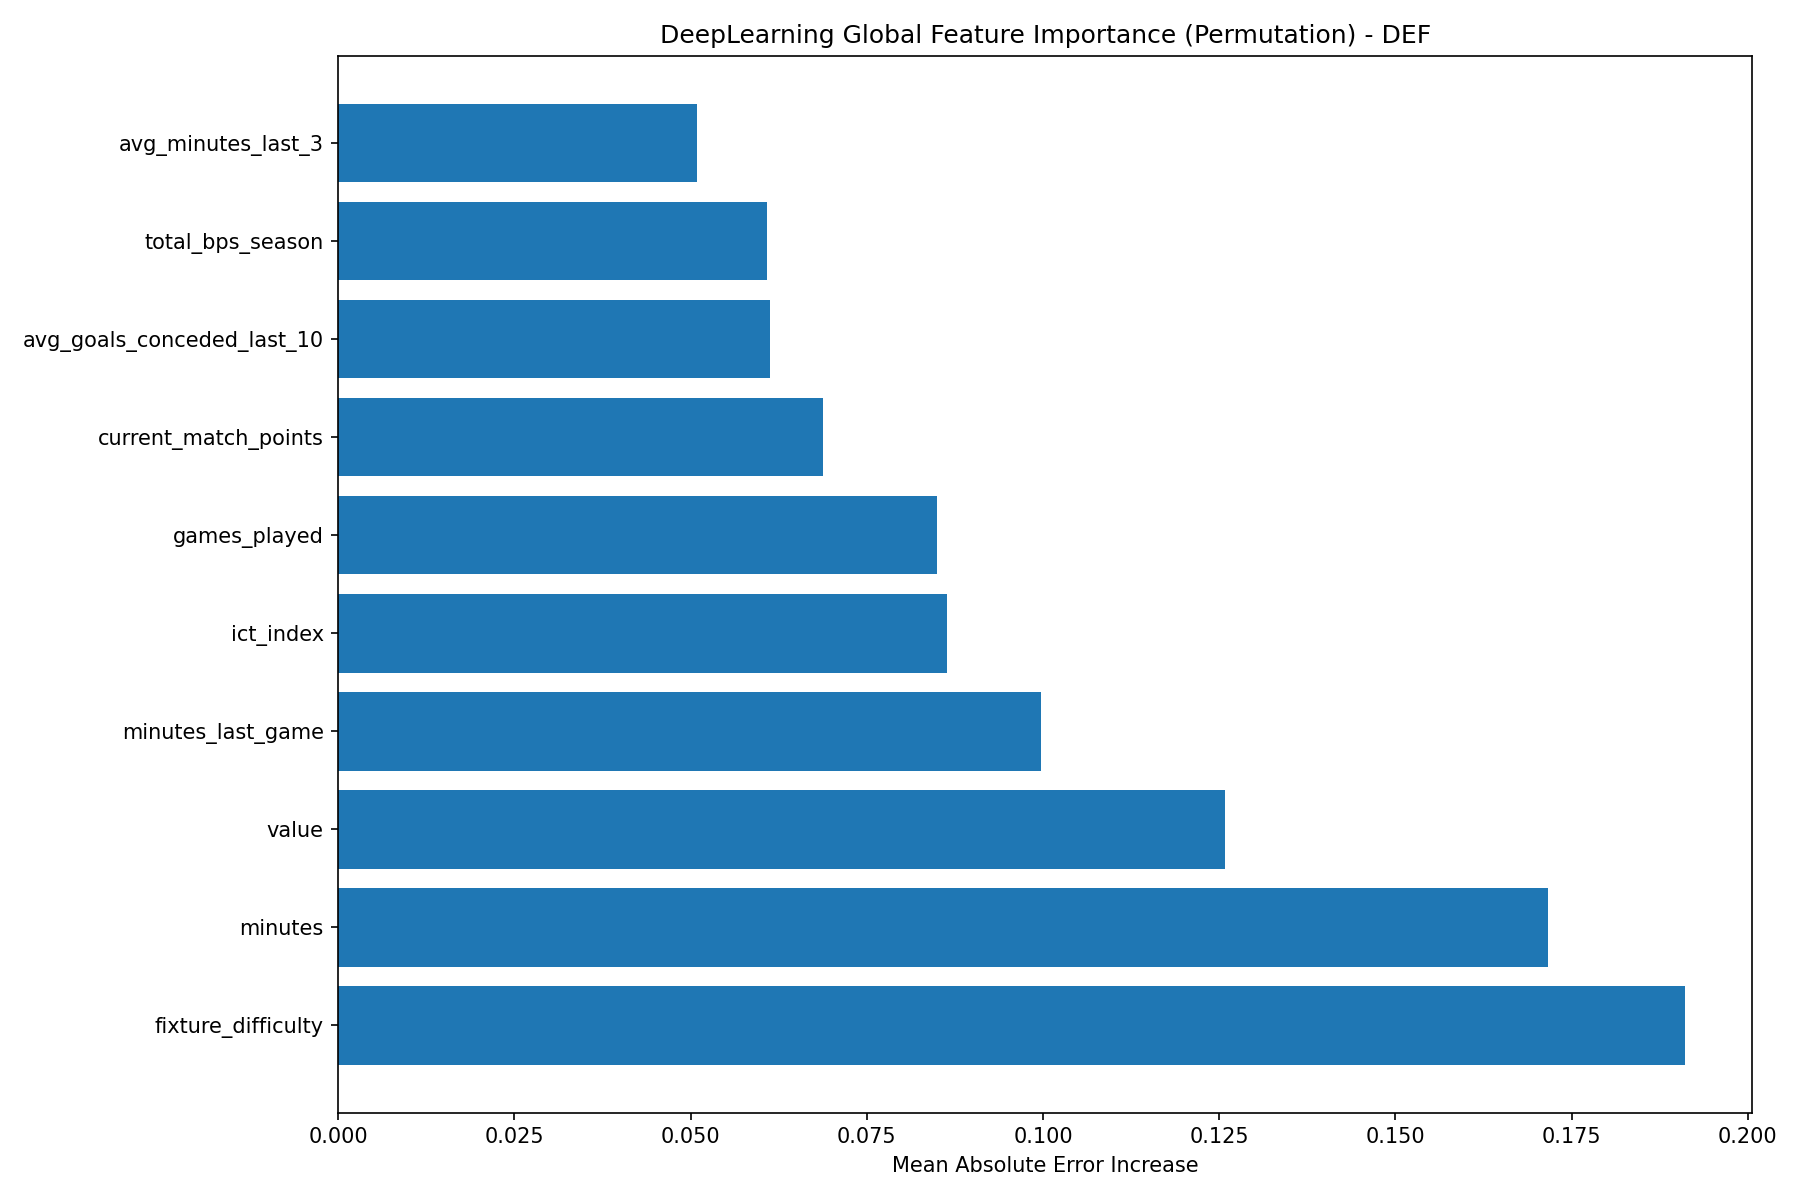 DeepLearning Global Feature Importance (Permutation) - DEF
avg_minutes_last_3
total_bps_season
avg_goals_conceded_last_10
current_match_points
games_played
ict_index
minutes_last_game
value
minutes
fixture_difficulty
0.000 0.025 0.050 0.075 0.100 0.125 0.150 0.175 0.200
Mean Absolute Error Increase